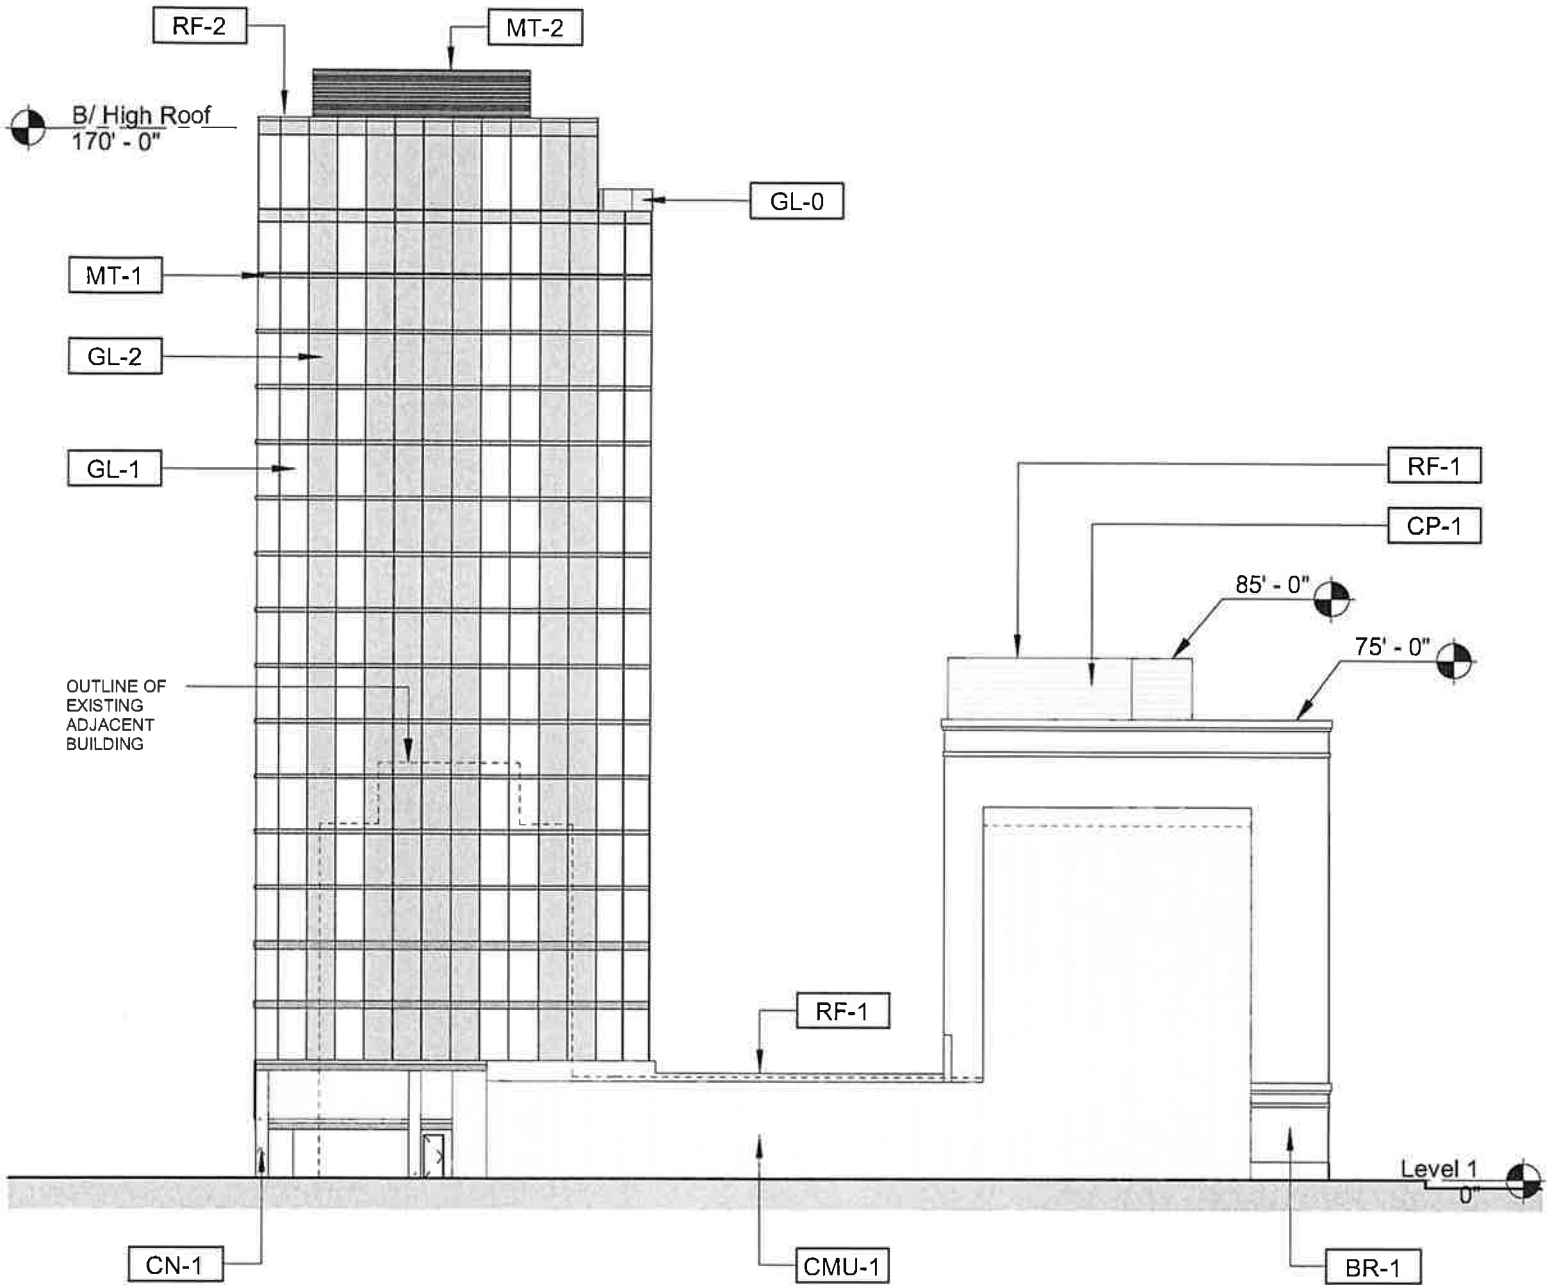 RF-2
MT-2
B/ High Roof
170' - 0"
GL-0
MT-1
GL-2
GL-1
RF-1
CP-1
85' - 0"
75' - 0"
OUTLINE OF
EXISTING
ADJACENT
BUILDING
RF-1
Level 1
0"
CN-1
CMU-1
BR-1